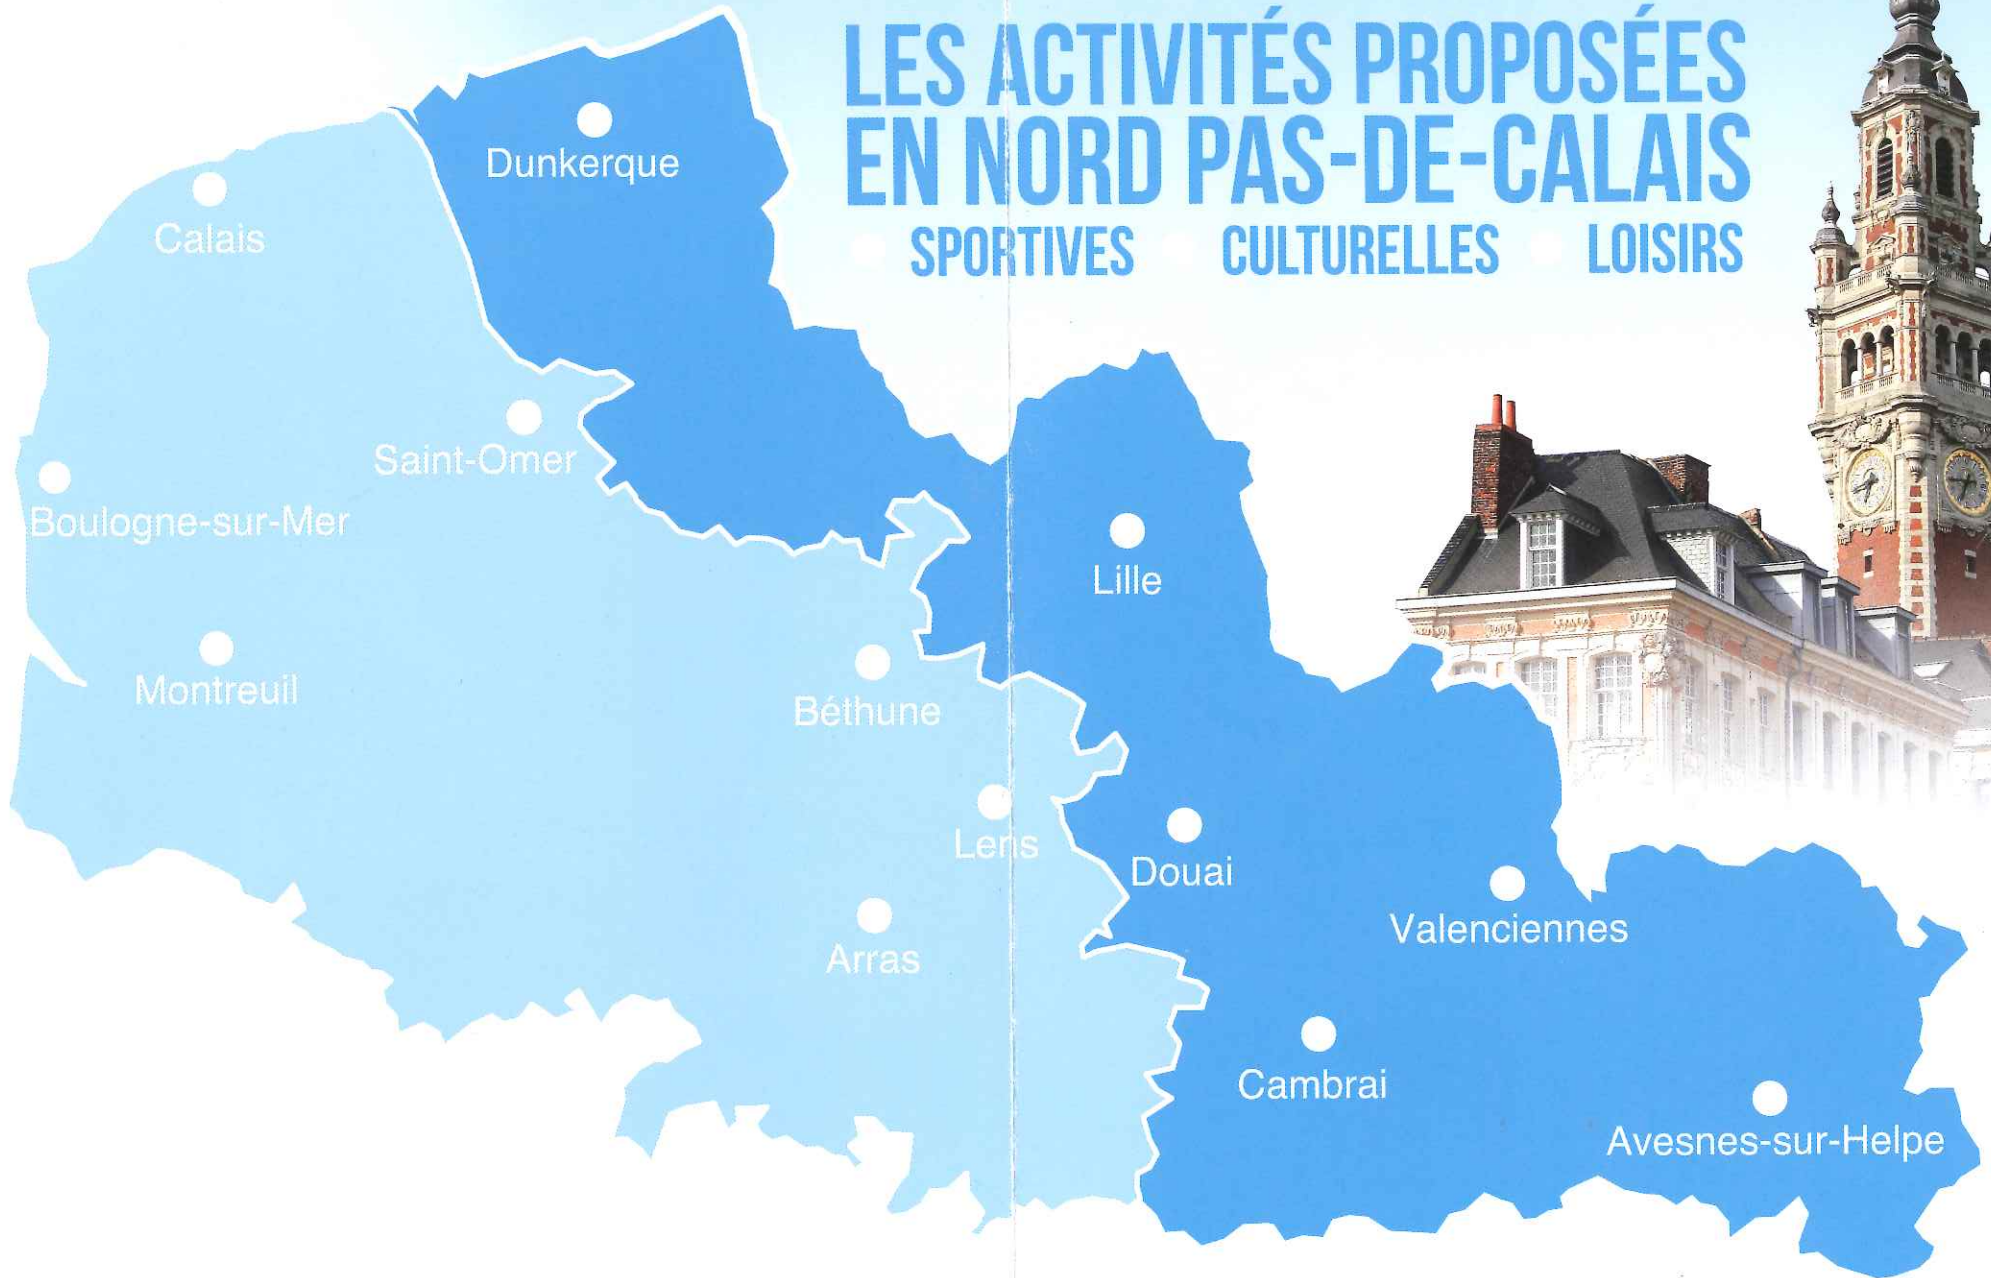 LES ACTIVITÉS PROPOSÉES
EN NORD PAS-DE-CALAIS
SPORTIVES CULTURELLES LOISIRS
Dunkerque
Calais
Saint-Omer
Boulogne-sur-Mer
Lille
Montreuil
Béthune
Lens
Douai
Valenciennes
Arras
Cambrai
Avesnes-sur-Helpe